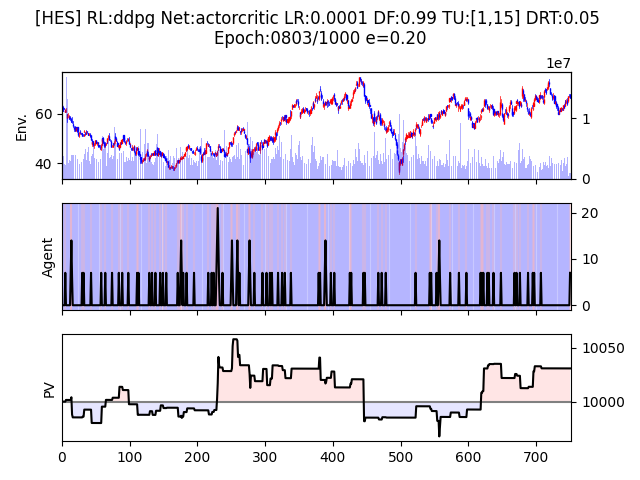 [HES] RL:ddpg Net:actorcritic LR:0.0001 DF:0.99 TU:[1,15] DRT:0.05
Epoch:0803/1000 e=0.20
1e7
Env.
60
40
1
0
Agent
20
10
0
PV
10050
10000
0 100 200 300 400 500 600 700